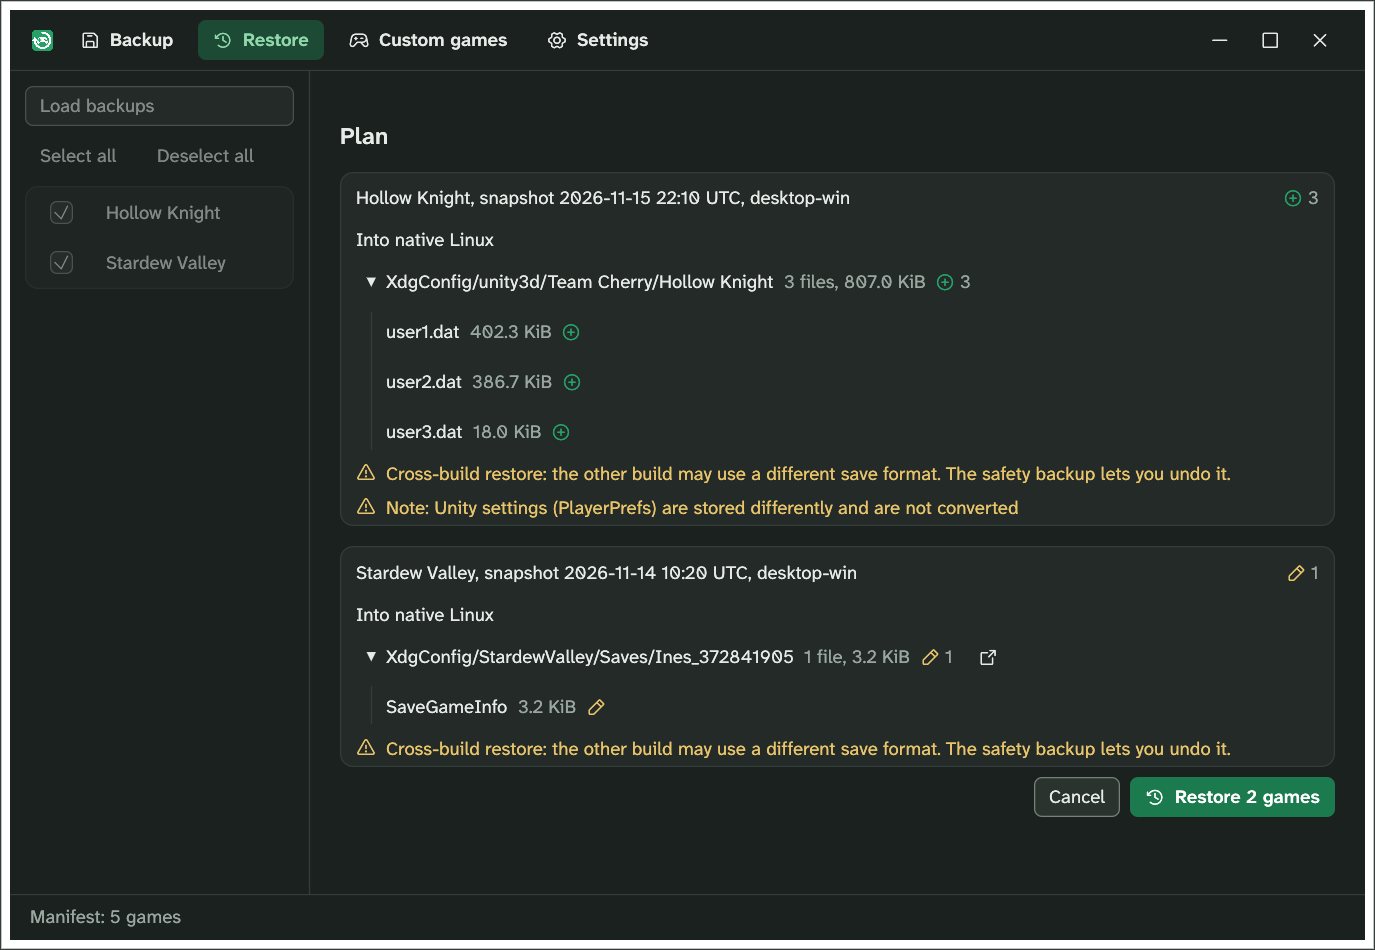 Backup
Restore
Custom games
Settings
Load backups
Select all
Deselect all
Hollow Knight
Stardew Valley
Plan
Hollow Knight, snapshot 2026-11-15 22:10 UTC, desktop-win
3
Into native Linux
XdgConfig/unity3d/Team Cherry/Hollow Knight 3 files, 807.0 KiB 3
user1.dat 402.3 KiB
user2.dat 386.7 KiB
user3.dat 18.0 KiB
Cross-build restore: the other build may use a different save format. The safety backup lets you undo it.
Note: Unity settings (PlayerPrefs) are stored differently and are not converted
Stardew Valley, snapshot 2026-11-14 10:20 UTC, desktop-win
1
Into native Linux
XdgConfig/StardewValley/Saves/Ines_372841905 1 file, 3.2 KiB 1
SaveGameInfo 3.2 KiB
Cross-build restore: the other build may use a different save format. The safety backup lets you undo it.
Cancel
Restore 2 games
Manifest: 5 games